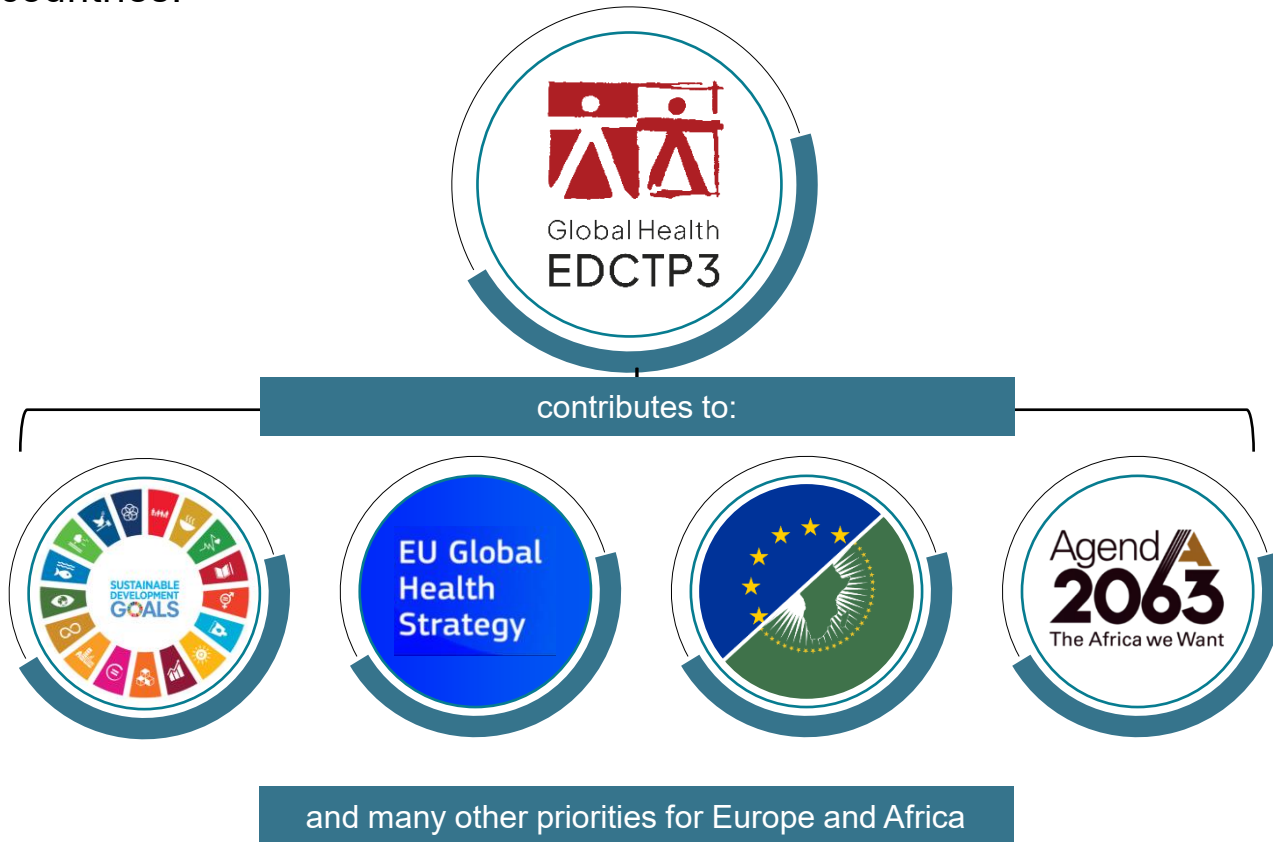 countries.
Global Health
EDCTP3
contributes to:
SUSTAINABLE
DEVELOPMENT
GOALS
EU Global
Health
Strategy
Agenda
2063
The Africa we Want
and many other priorities for Europe and Africa